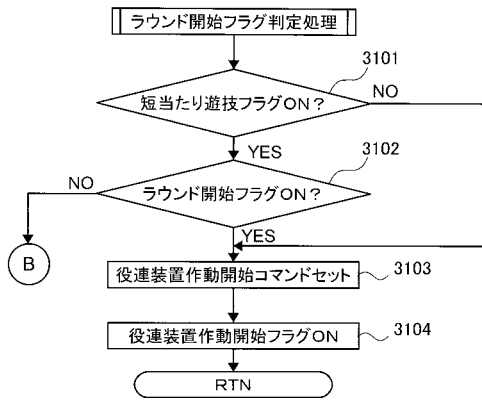 ラウンド開始フラグ判定処理
3101
短当たり遊技フラグON?
NO
YES
3102
NO
ラウンド開始フラグON?
YES
B
役連装置作動開始コマンドセット
3103
役連装置作動開始フラグON
3104
RTN